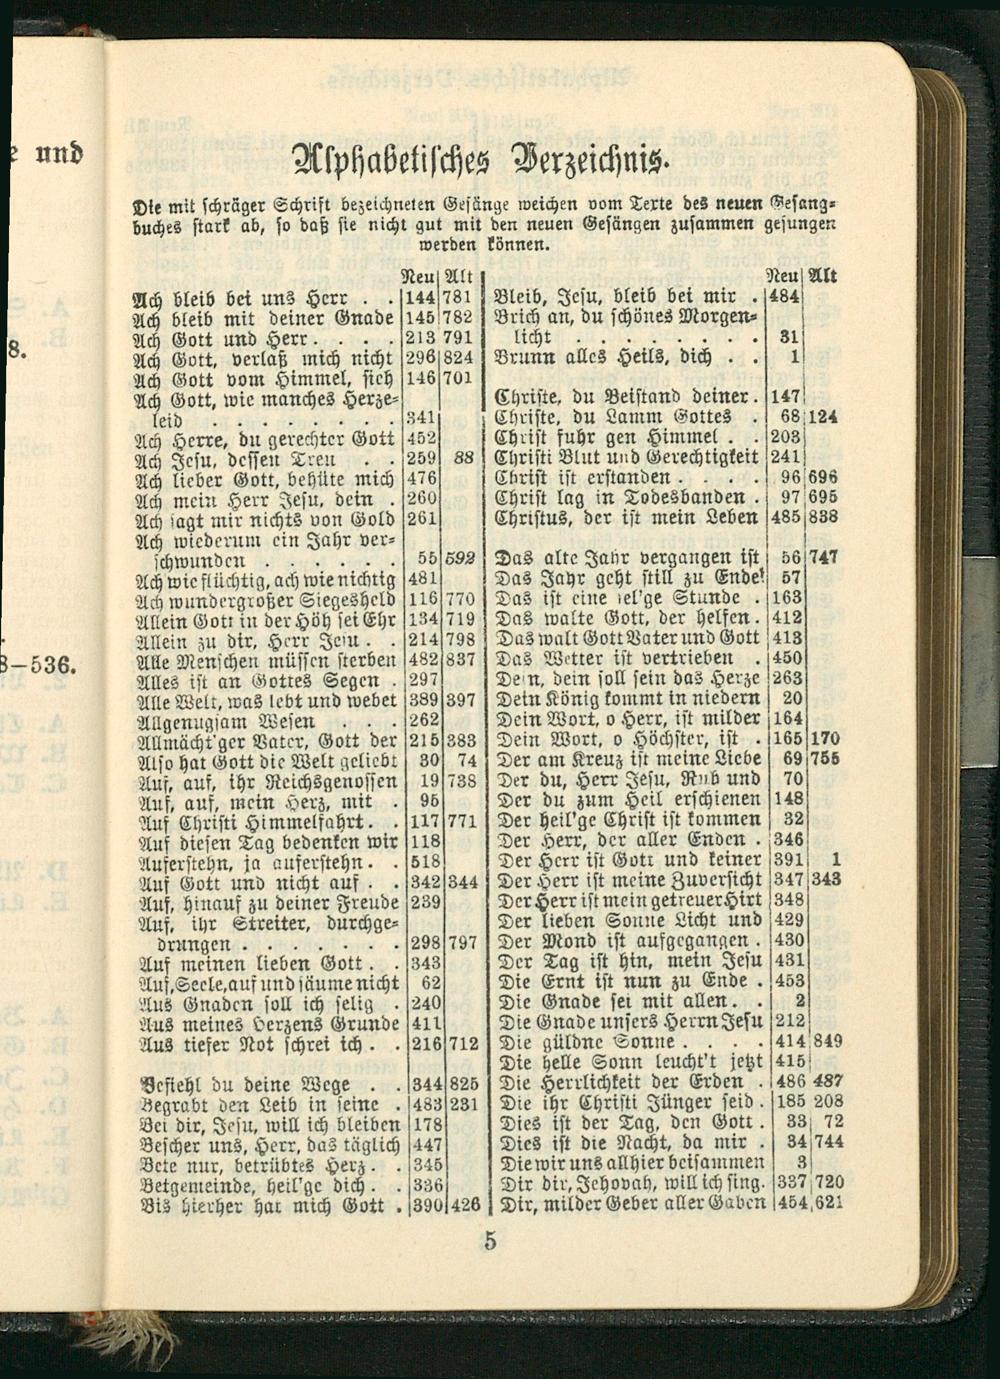 e und
8.
3–536.
Alphabetisches Verzeichnis.
Die mit schräger Schrift bezeichneten Gesänge weichen vom Texte des neuen Gesang-
buches stark ab, so daß sie nicht gut mit den neuen Gesängen zusammen gesungen
werden können.
Neu Alt
Ach bleib bei uns Herr . . 144 781
Ach bleib mit deiner Gnade 145 782
Ach Gott und Herr . . . . 213 791
Ach Gott, verlaß mich nicht 296 824
Ach Gott vom Himmel, sieh 146 701
Ach Gott, wie manches Herze-
leid . . . . . . . . 341
Ach Herre, du gerechter Gott 452
Ach Jesu, dessen Treu . . 259 88
Ach lieber Gott, behüte mich 476
Ach mein Herr Jesu, dein . 260
Ach sagt mir nichts von Gold 261
Ach wiederum ein Jahr ver-
schwunden . . . . . . 55 592
Ach wie flüchtig, ach wie nichtig 481
Ach wundergroßer Siegesheld 116 770
Allein Gott in der Höh sei Ehr 134 719
Allein zu dir, Herr Jesu . . 214 798
Alle Menschen müssen sterben 482 837
Alles ist an Gottes Segen . 297
Alle Welt, was lebt und webet 389 397
Allgenugsam Wesen . . . 262
Allmächt'ger Vater, Gott der 215 383
Also hat Gott die Welt geliebt 30 74
Auf, auf, ihr Reichsgenossen 19 738
Auf, auf, mein Herz, mit . 95
Auf Christi Himmelfahrt . . 117 771
Auf diesen Tag bedenken wir 118
Auferstehn, ja auferstehn . . 518
Auf Gott und nicht auf . . 342 344
Auf, hinauf zu deiner Freude 239
Auf, ihr Streiter, durchge-
drungen . . . . . . . 298 797
Auf meinen lieben Gott . . 343
Auf, Seele, auf und säume nicht 62
Aus Gnaden soll ich selig . 240
Aus meines Herzens Grunde 411
Aus tiefer Not schrei ich . . 216 712
Befiehl du deine Wege . . 344 825
Begrabt den Leib in seine . 483 231
Bei dir, Jesu, will ich bleiben 178
Bescher uns, Herr, das täglich 447
Bete nur, betrübtes Herz . . 345
Betgemeinde, heil'ge dich . . 336
Bis hierher hat mich Gott . 390 426
Neu Alt
Bleib, Jesu, bleib bei mir . 484
Brich an, du schönes Morgen-
licht . . . . . . . . 31
Brunn alles Heils, dich . . 1
Christe, du Beistand deiner . 147
Christe, du Lamm Gottes . 68 124
Christ fuhr gen Himmel . . 203
Christi Blut und Gerechtigkeit 241
Christ ist erstanden . . . . 96 696
Christ lag in Todesbanden . 97 695
Christus, der ist mein Leben 485 838
Das alte Jahr vergangen ist 56 747
Das Jahr geht still zu Ende! 57
Das ist eine sel'ge Stunde . 163
Das walte Gott, der helfen . 412
Das walt Gott Vater und Gott 413
Das Wetter ist vertrieben . 450
Dein, dein soll sein das Herze 263
Dein König kommt in niedern 20
Dein Wort, o Herr, ist milder 164
Dein Wort, o Höchster, ist . 165 170
Der am Kreuz ist meine Liebe 69 755
Der du, Herr Jesu, Ruh und 70
Der du zum Heil erschienen 148
Der heil'ge Christ ist kommen 32
Der Herr, der aller Enden . 346
Der Herr ist Gott und keiner 391 1
Der Herr ist meine Zuversicht 347 343
Der Herr ist mein getreuer Hirt 348
Der lieben Sonne Licht und 429
Der Mond ist aufgegangen . 430
Der Tag ist hin, mein Jesu 431
Die Ernt ist nun zu Ende . 453
Die Gnade sei mit allen . . 2
Die Gnade unsers Herrn Jesu 212
Die güldne Sonne . . . . 414 849
Die helle Sonn leucht't jetzt 415
Die Herrlichkeit der Erden . 486 487
Die ihr Christi Jünger seid . 185 208
Dies ist der Tag, den Gott . 33 72
Dies ist die Nacht, da mir . 34 744
Die wir uns allhier beisammen 3
Dir dir, Jehovah, will ich sing. 337 720
Dir, milder Geber aller Gaben 454 621
5